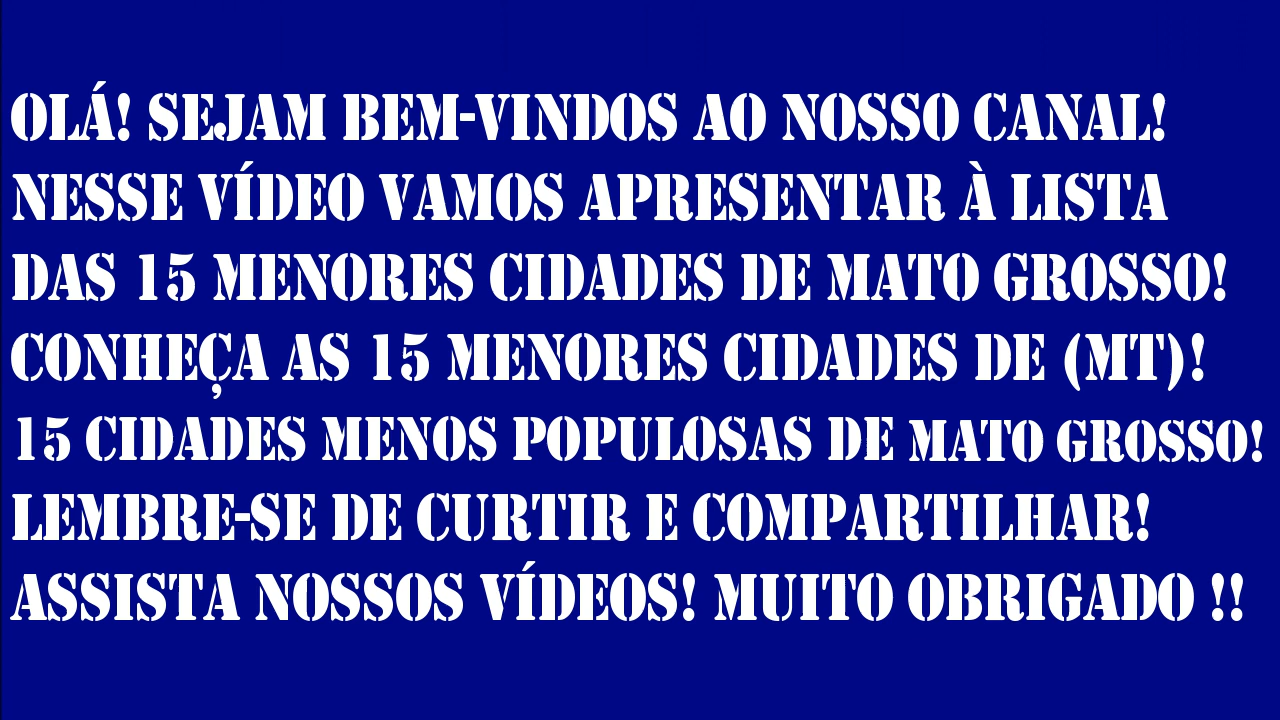 OLÁ! SEJAM BEM-VINDOS AO NOSSO CANAL!
NESSE VÍDEO VAMOS APRESENTAR À LISTA
DAS 15 MENORES CIDADES DE MATO GROSSO!
CONHEÇA AS 15 MENORES CIDADES DE (MT)!
15 CIDADES MENOS POPULOSAS DE MATO GROSSO!
LEMBRE-SE DE CURTIR E COMPARTILHAR!
ASSISTA NOSSOS VÍDEOS! MUITO OBRIGADO !!